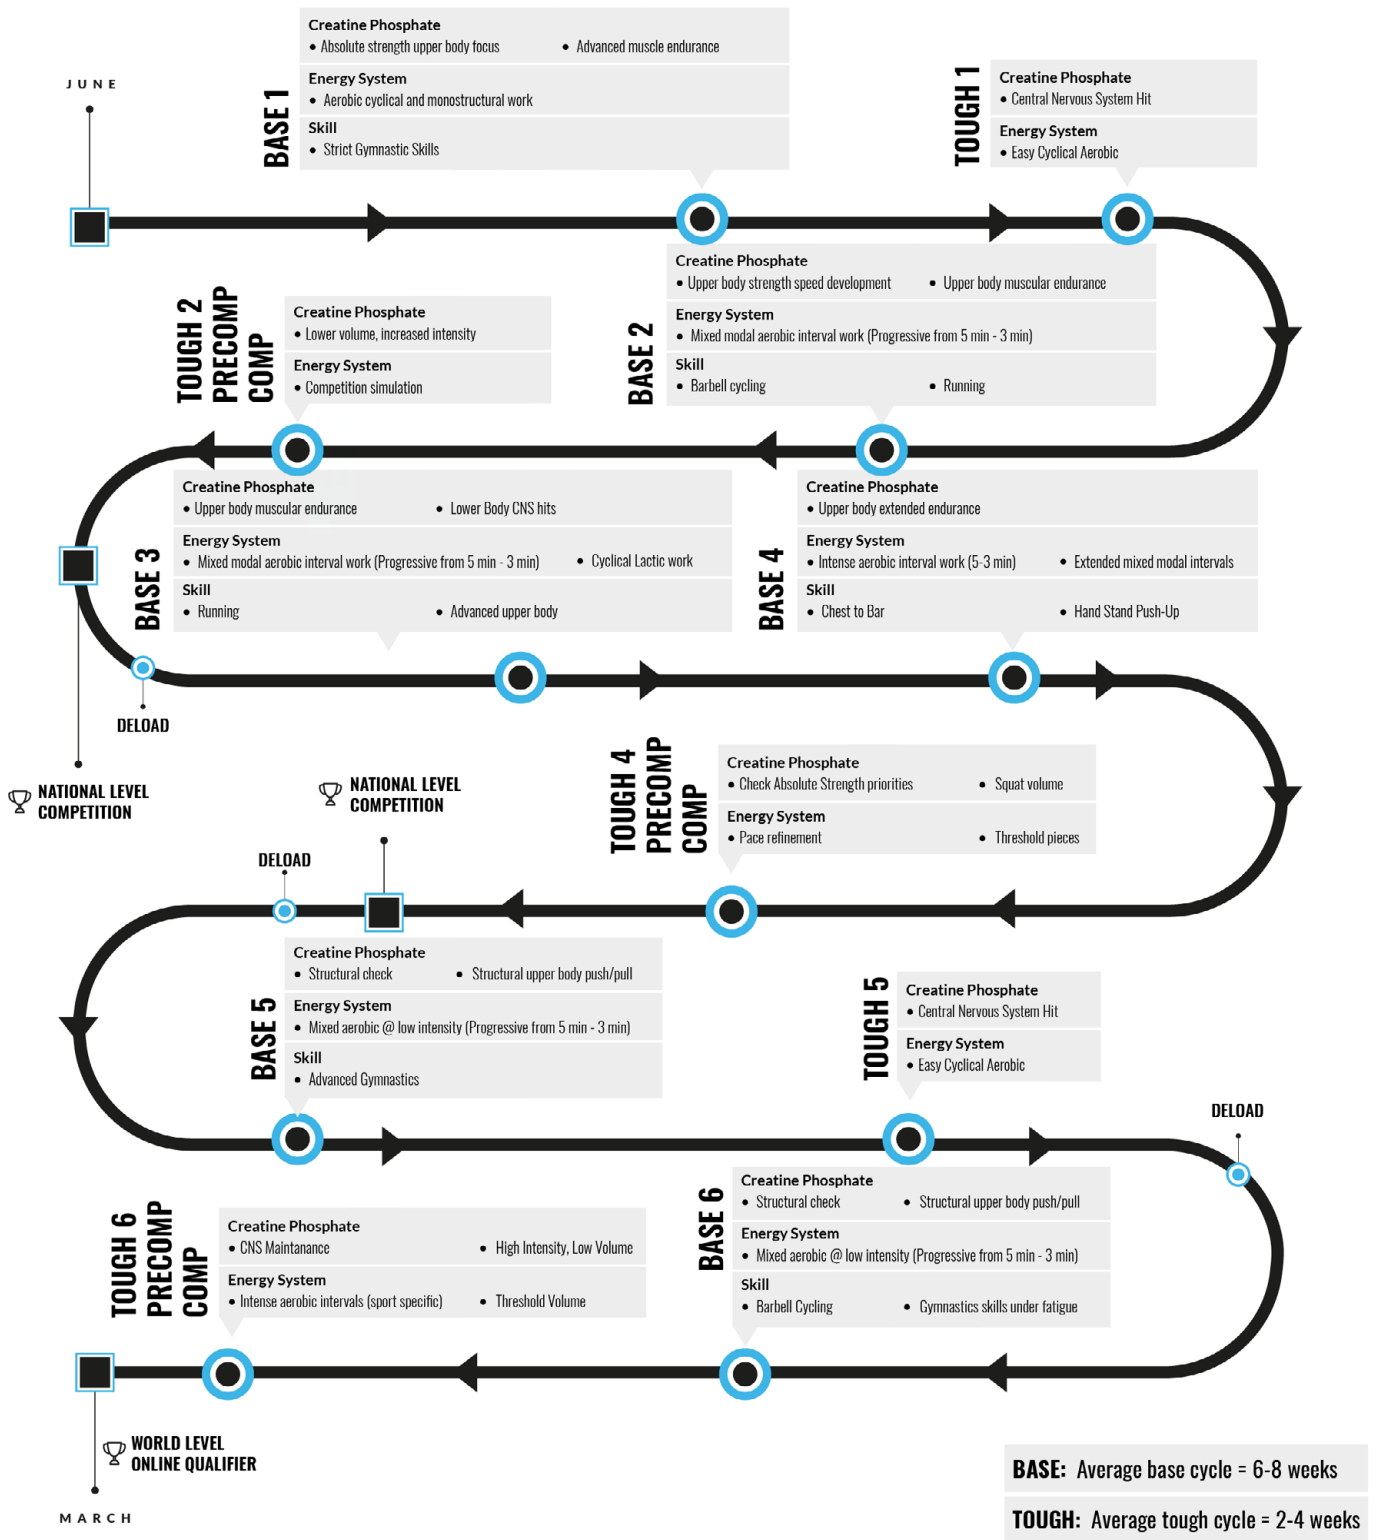 JUNE
BASE 1
Creatine Phosphate
• Absolute strength upper body focus • Advanced muscle endurance
Energy System
• Aerobic cyclical and monostructural work
Skill
• Strict Gymnastic Skills
TOUGH 1
Creatine Phosphate
• Central Nervous System Hit
Energy System
• Easy Cyclical Aerobic
BASE 2
Creatine Phosphate
• Upper body strength speed development • Upper body muscular endurance
Energy System
• Mixed modal aerobic interval work (Progressive from 5 min - 3 min)
Skill
• Barbell cycling • Running
TOUGH 2
PRECOMP
COMP
Creatine Phosphate
• Lower volume, increased intensity
Energy System
• Competition simulation
NATIONAL LEVEL
COMPETITION
DELOAD
BASE 3
Creatine Phosphate
• Upper body muscular endurance • Lower Body CNS hits
Energy System
• Mixed modal aerobic interval work (Progressive from 5 min - 3 min) • Cyclical Lactic work
Skill
• Running • Advanced upper body
BASE 4
Creatine Phosphate
• Upper body extended endurance
Energy System
• Intense aerobic interval work (5-3 min) • Extended mixed modal intervals
Skill
• Chest to Bar • Hand Stand Push-Up
TOUGH 4
PRECOMP
COMP
Creatine Phosphate
• Check Absolute Strength priorities • Squat volume
Energy System
• Pace refinement • Threshold pieces
NATIONAL LEVEL
COMPETITION
DELOAD
BASE 5
Creatine Phosphate
• Structural check • Structural upper body push/pull
Energy System
• Mixed aerobic @ low intensity (Progressive from 5 min - 3 min)
Skill
• Advanced Gymnastics
TOUGH 5
Creatine Phosphate
• Central Nervous System Hit
Energy System
• Easy Cyclical Aerobic
DELOAD
BASE 6
Creatine Phosphate
• Structural check • Structural upper body push/pull
Energy System
• Mixed aerobic @ low intensity (Progressive from 5 min - 3 min)
Skill
• Barbell Cycling • Gymnastics skills under fatigue
TOUGH 6
PRECOMP
COMP
Creatine Phosphate
• CNS Maintanance • High Intensity, Low Volume
Energy System
• Intense aerobic intervals (sport specific) • Threshold Volume
WORLD LEVEL
ONLINE QUALIFIER
MARCH
BASE: Average base cycle = 6-8 weeks
TOUGH: Average tough cycle = 2-4 weeks